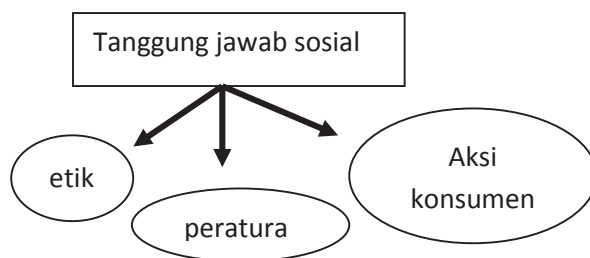 Tanggung jawab sosial
etik
peratura
Aksi
konsumen